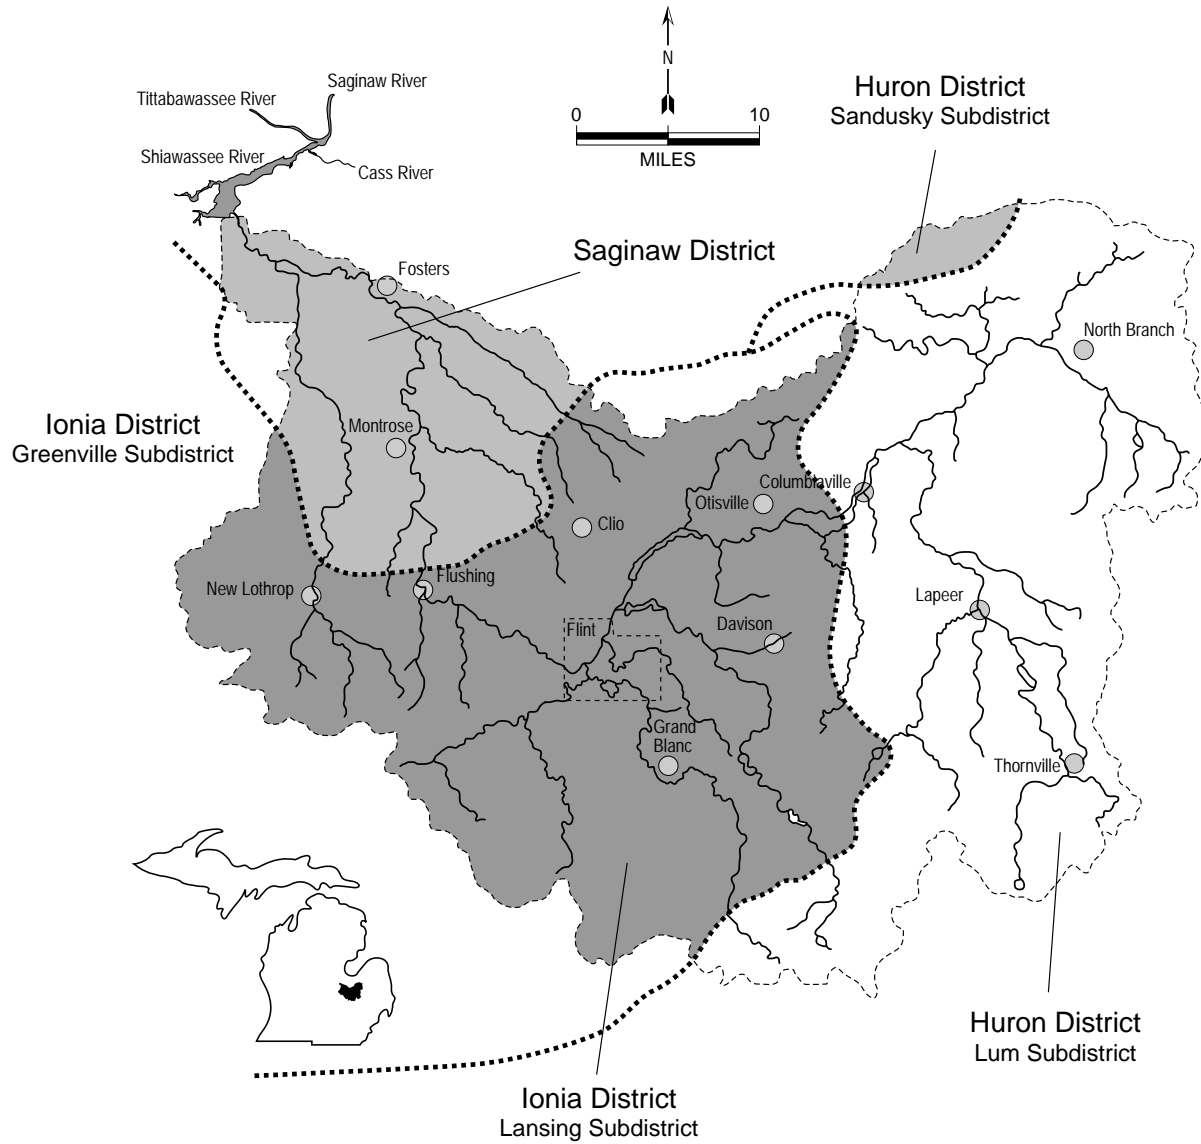 N
0 10
MILES
Saginaw River
Tittabawassee River
Shiawassee River
Cass River
Huron District
Sandusky Subdistrict
Saginaw District
Fosters
North Branch
Ionia District
Greenville Subdistrict
Montrose
Columbiaville
Otisville
Clio
New Lothrop
Flushing
Lapeer
Flint
Davison
Grand
Blanc
Thornville
Huron District
Lum Subdistrict
Ionia District
Lansing Subdistrict